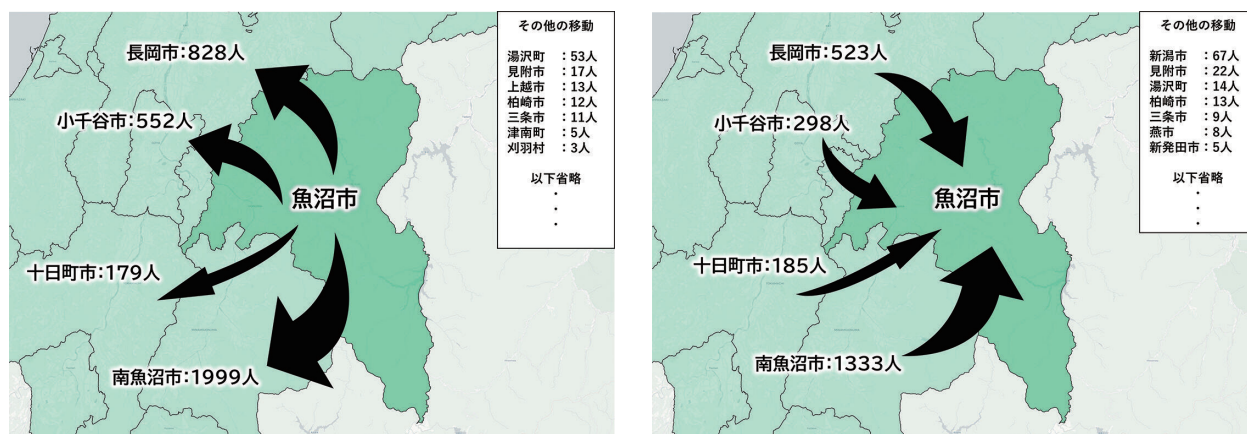 長岡市：828人
小千谷市：552人
魚沼市
十日町市：179人
南魚沼市：1999人
その他の移動
湯沢町　：53人
見附市　：17人
上越市　：13人
柏崎市　：12人
三条市　：11人
津南町　：5人
刈羽村　：3人
以下省略
・
・
・
長岡市：523人
小千谷市：298人
魚沼市
十日町市：185人
南魚沼市：1333人
その他の移動
新潟市　：67人
見附市　：22人
湯沢町　：14人
柏崎市　：13人
三条市　：9人
燕市　：8人
新発田市：5人
以下省略
・
・
・